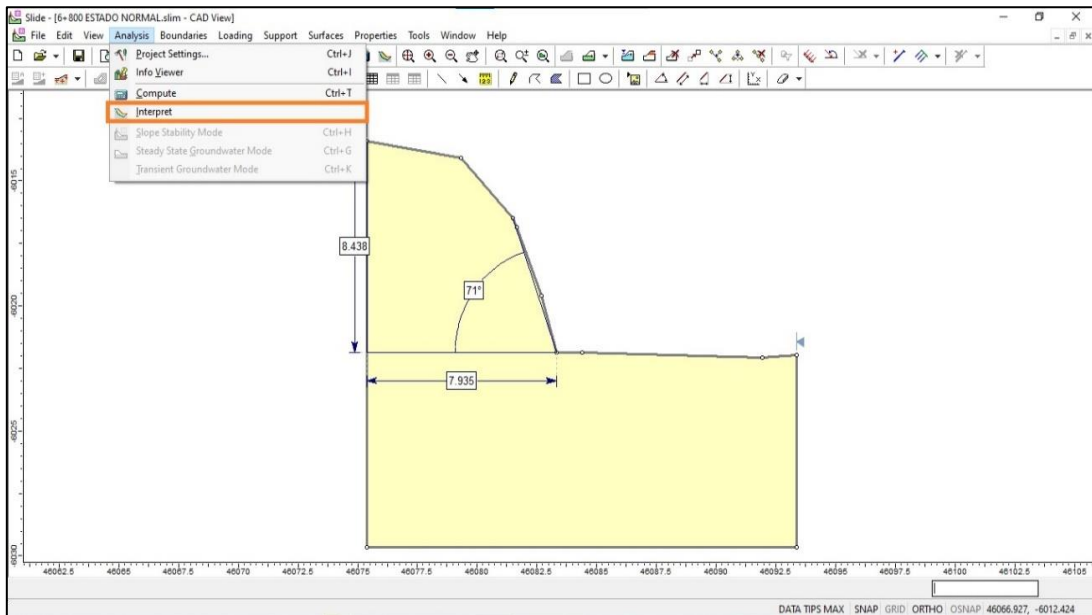 Slide - [6+800 ESTADO NORMAL.slim - CAD View]
File Edit View Analysis Boundaries Loading Support Surfaces Properties Tools Window Help
Project Settings... Ctrl+J
Info Viewer Ctrl+I
Compute Ctrl+T
Interpret
Slope Stability Mode Ctrl+H
Steady State Groundwater Mode Ctrl+G
Transient Groundwater Mode Ctrl+K
-6015
8.438
71°
-6020
7.935
-6025
-6030
46062.5 46065 46067.5 46070 46072.5 46075 46077.5 46080 46082.5 46085 46087.5 46090 46092.5 46095 46097.5 46100 46102.5 46105
DATA TIPS MAX SNAP GRID ORTHO OSNAP 46066.927, -6012.424